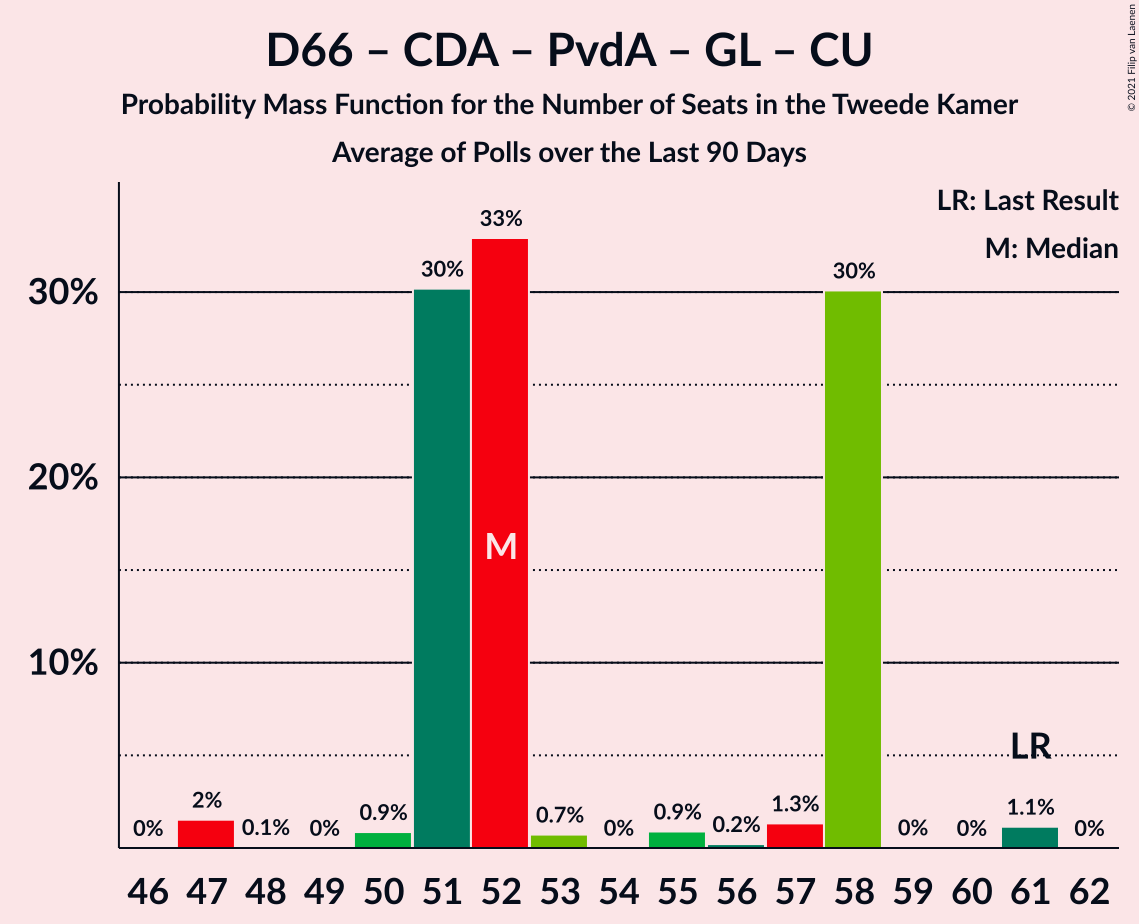 D66 – CDA – PvdA – GL – CU
Probability Mass Function for the Number of Seats in the Tweede Kamer
Average of Polls over the Last 90 Days
© 2021 Filip van Laenen
LR: Last Result
M: Median
30%
20%
10%
0%
2%
0.1%
0%
0.9%
30%
33%
0.7%
0%
0.9%
0.2%
1.3%
30%
0%
0%
1.1%
0%
M
LR
46 47 48 49 50 51 52 53 54 55 56 57 58 59 60 61 62